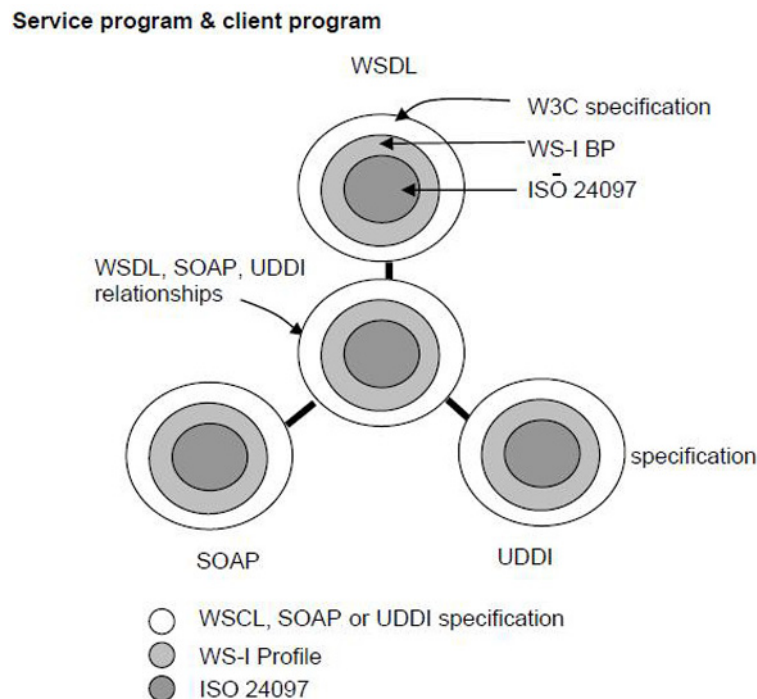 Service program & client program
WSDL
W3C specification
WS-I BP
ISO 24097
WSDL, SOAP, UDDI
relationships
specification
SOAP
UDDI
WSCL, SOAP or UDDI specification
WS-I Profile
ISO 24097